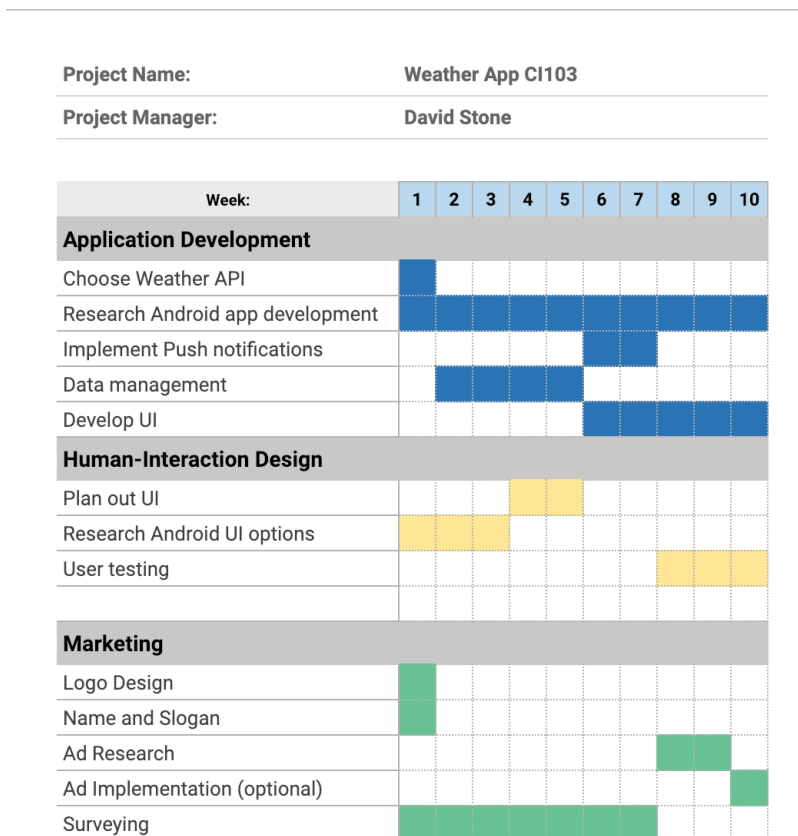 Project Name: Weather App CI103
Project Manager: David Stone
Week: 1 2 3 4 5 6 7 8 9 10
Application Development
Choose Weather API
Research Android app development
Implement Push notifications
Data management
Develop UI
Human-Interaction Design
Plan out UI
Research Android UI options
User testing
Marketing
Logo Design
Name and Slogan
Ad Research
Ad Implementation (optional)
Surveying